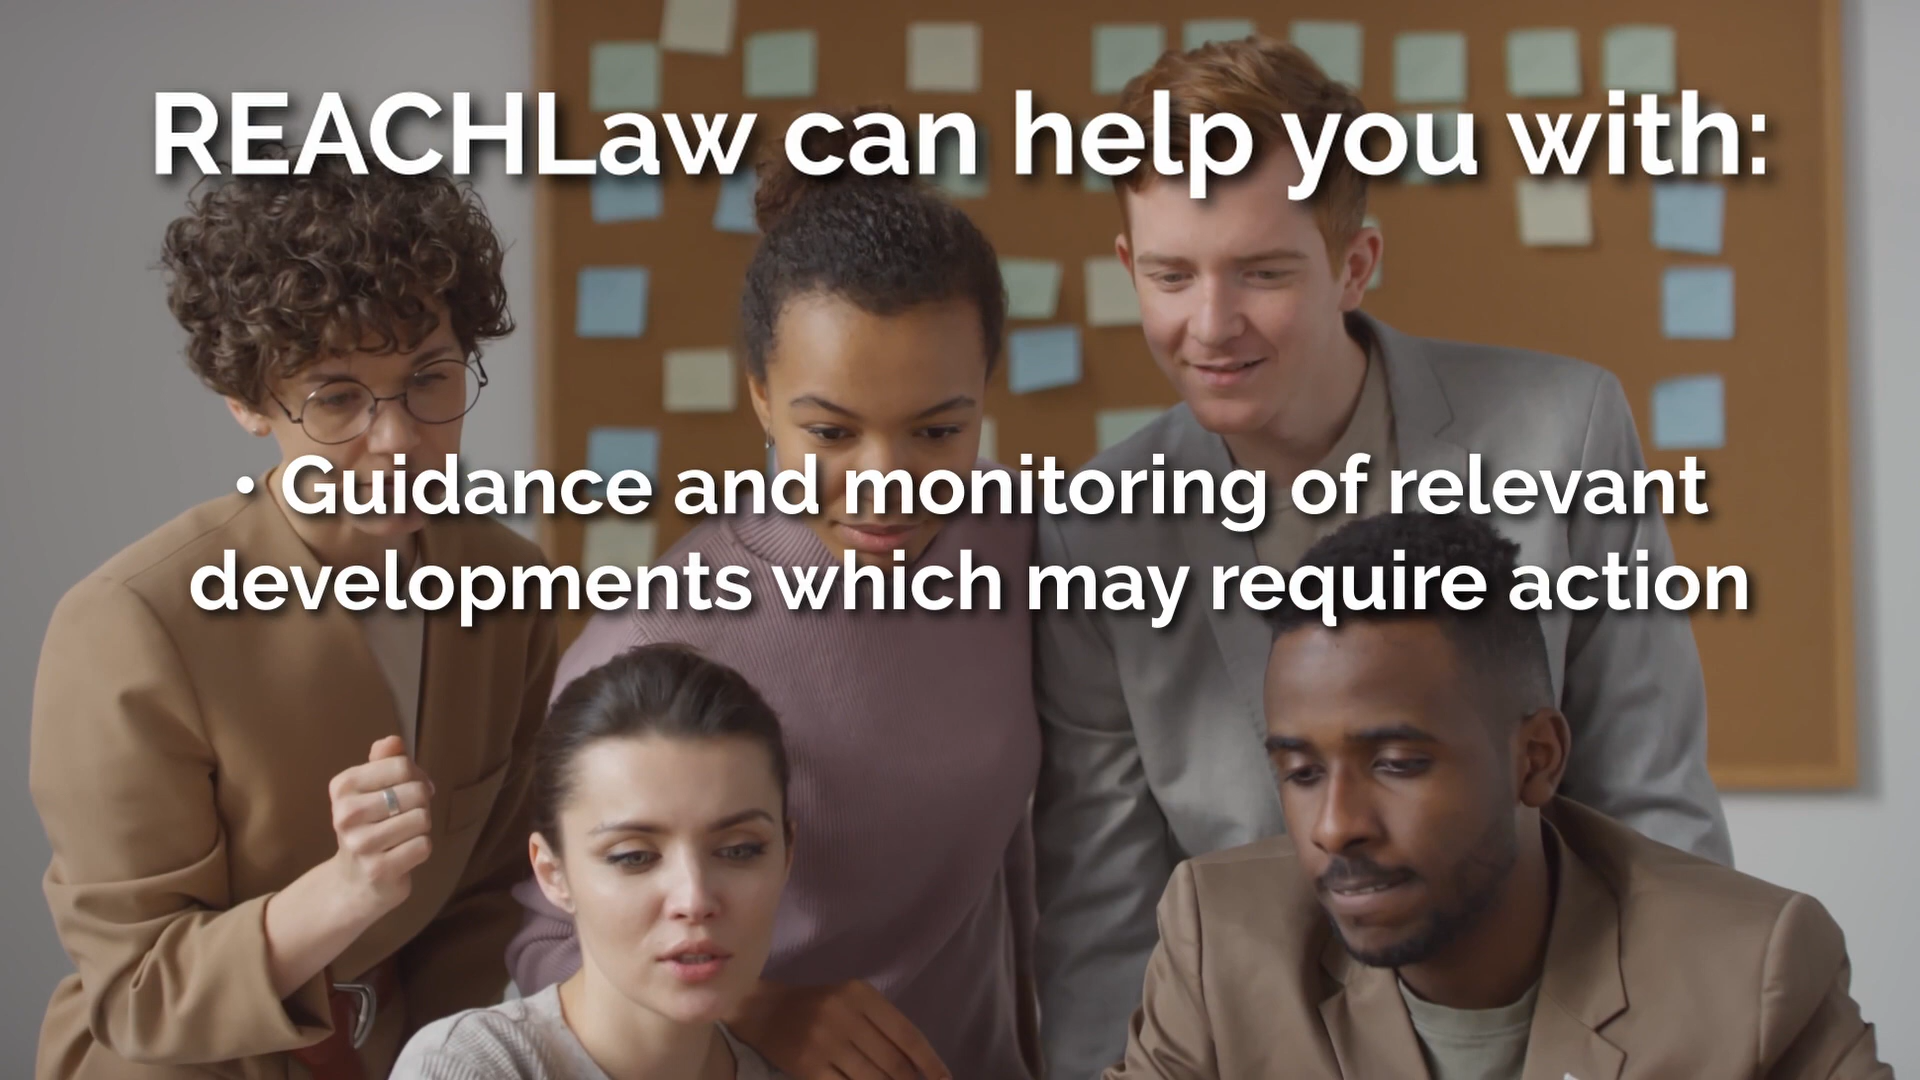 REACHLaw can help you with:
• Guidance and monitoring of relevant
developments which may require action